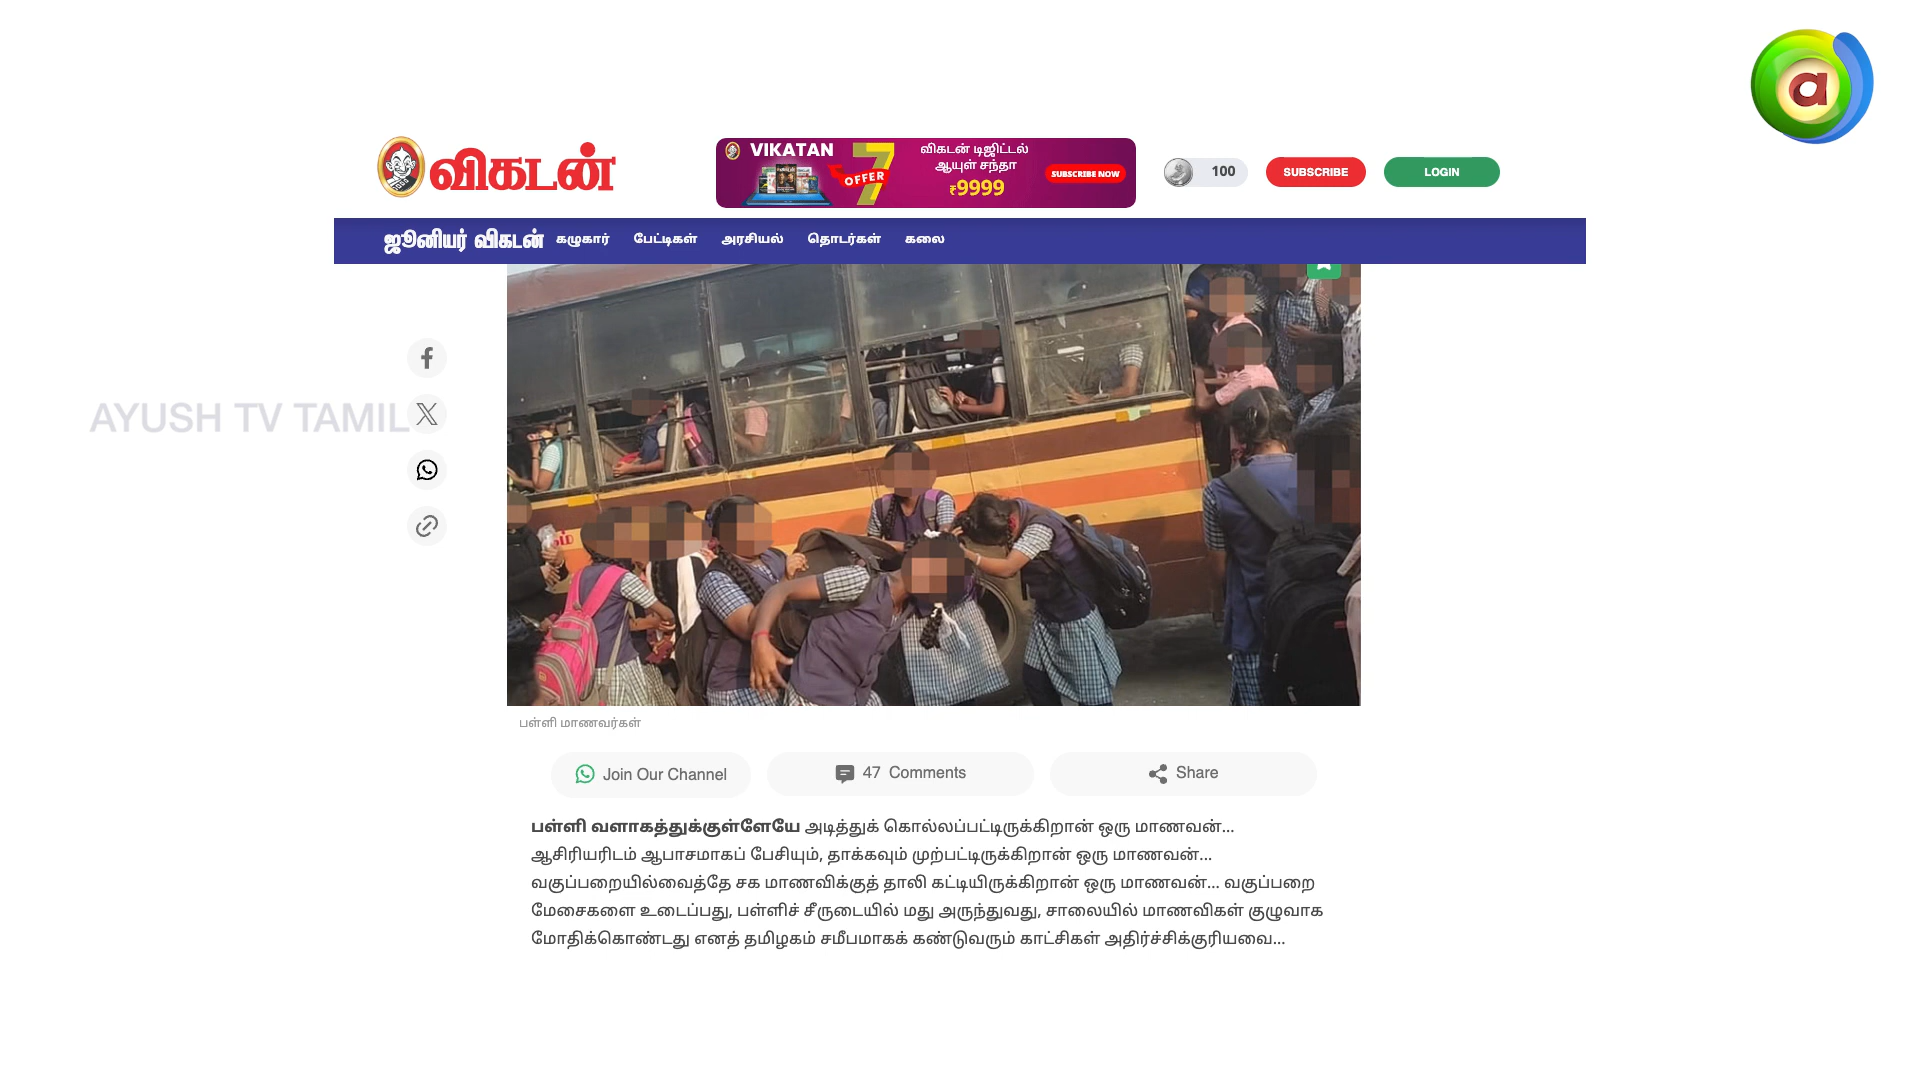 a
விகடன்
VIKATAN
7
OFFER
விகடன் டிஜிட்டல்
ஆயுள் சந்தா
₹9999
SUBSCRIBE NOW
100
SUBSCRIBE
LOGIN
ஜூனியர் விகடன் கழுகார் பேட்டிகள் அரசியல் தொடர்கள் கலை
AYUSH TV TAMIL
பள்ளி மாணவர்கள்
Join Our Channel
47 Comments
Share
பள்ளி வளாகத்துக்குள்ளேயே அடித்துக் கொல்லப்பட்டிருக்கிறான் ஒரு மாணவன்...
ஆசிரியரிடம் ஆபாசமாகப் பேசியும், தாக்கவும் முற்பட்டிருக்கிறான் ஒரு மாணவன்...
வகுப்பறையில்வைத்தே சக மாணவிக்குத் தாலி கட்டியிருக்கிறான் ஒரு மாணவன்... வகுப்பறை
மேசைகளை உடைப்பது, பள்ளிச் சீருடையில் மது அருந்துவது, சாலையில் மாணவிகள் குழுவாக
மோதிக்கொண்டது எனத் தமிழகம் சமீபமாகக் கண்டுவரும் காட்சிகள் அதிர்ச்சிக்குரியவை...